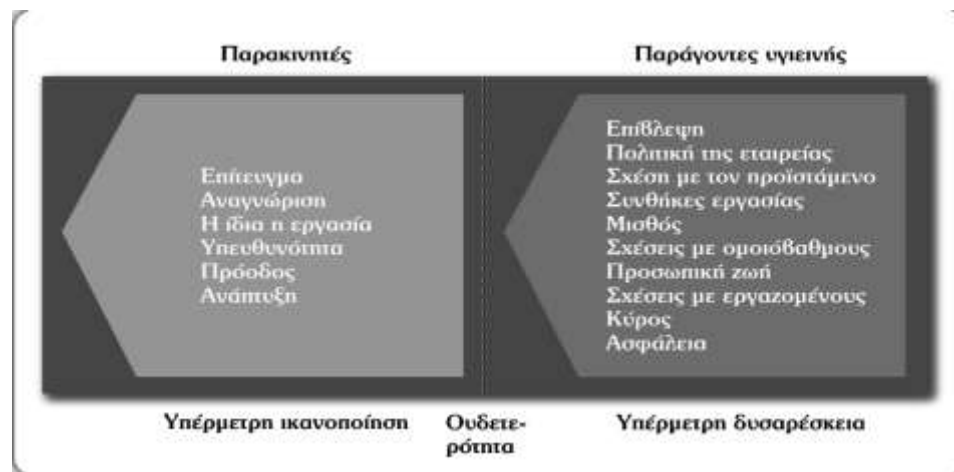 Παρακινητές
Παράγοντες υγιεινής
Επίτευγμα
Αναγνώριση
Η ίδια η εργασία
Υπευθυνότητα
Πρόοδος
Ανάπτυξη
Επίβλεψη
Πολιτική της εταιρείας
Σχέση με τον προϊστάμενο
Συνθήκες εργασίας
Μισθός
Σχέσεις με ομοιόβαθμους
Προσωπική ζωή
Σχέσεις με εργαζομένους
Κύρος
Ασφάλεια
Υπέρμετρη ικανοποίηση
Ουδετε-
ρότητα
Υπέρμετρη δυσαρέσκεια